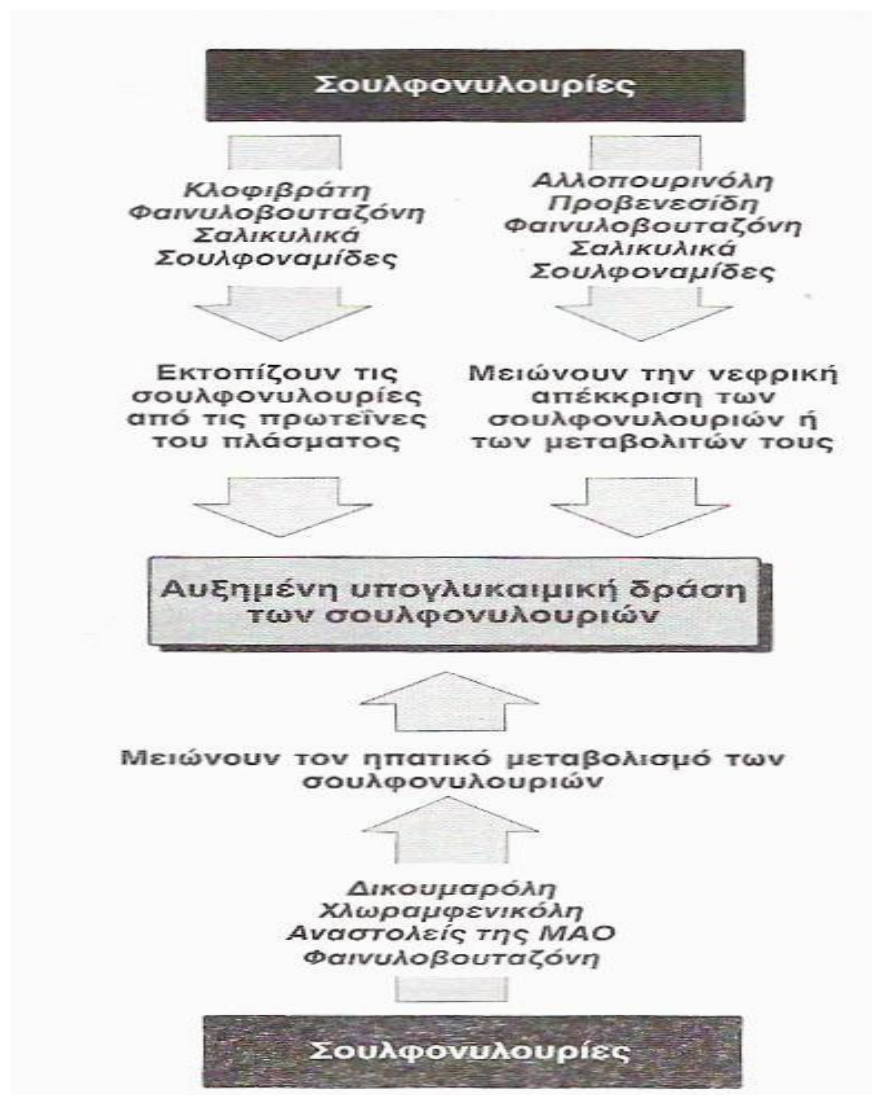 Σουλφονυλουρίες
Κλοφιβράτη
Φαινυλοβουταζόνη
Σαλικυλικά
Σουλφοναμίδες
Αλλοπουρινόλη
Προβενεσίδη
Φαινυλοβουταζόνη
Σαλικυλικά
Σουλφοναμίδες
Εκτοπίζουν τις
σουλφονυλουρίες
από τις πρωτεΐνες
του πλάσματος
Μειώνουν την νεφρική
απέκκριση των
σουλφονυλουριών ή
των μεταβολιτών τους
Αυξημένη υπογλυκαιμική δράση
των σουλφονυλουριών
Μειώνουν τον ηπατικό μεταβολισμό των
σουλφονυλουριών
Δικουμαρόλη
Χλωραμφενικόλη
Αναστολείς της ΜΑΟ
Φαινυλοβουταζόνη
Σουλφονυλουρίες